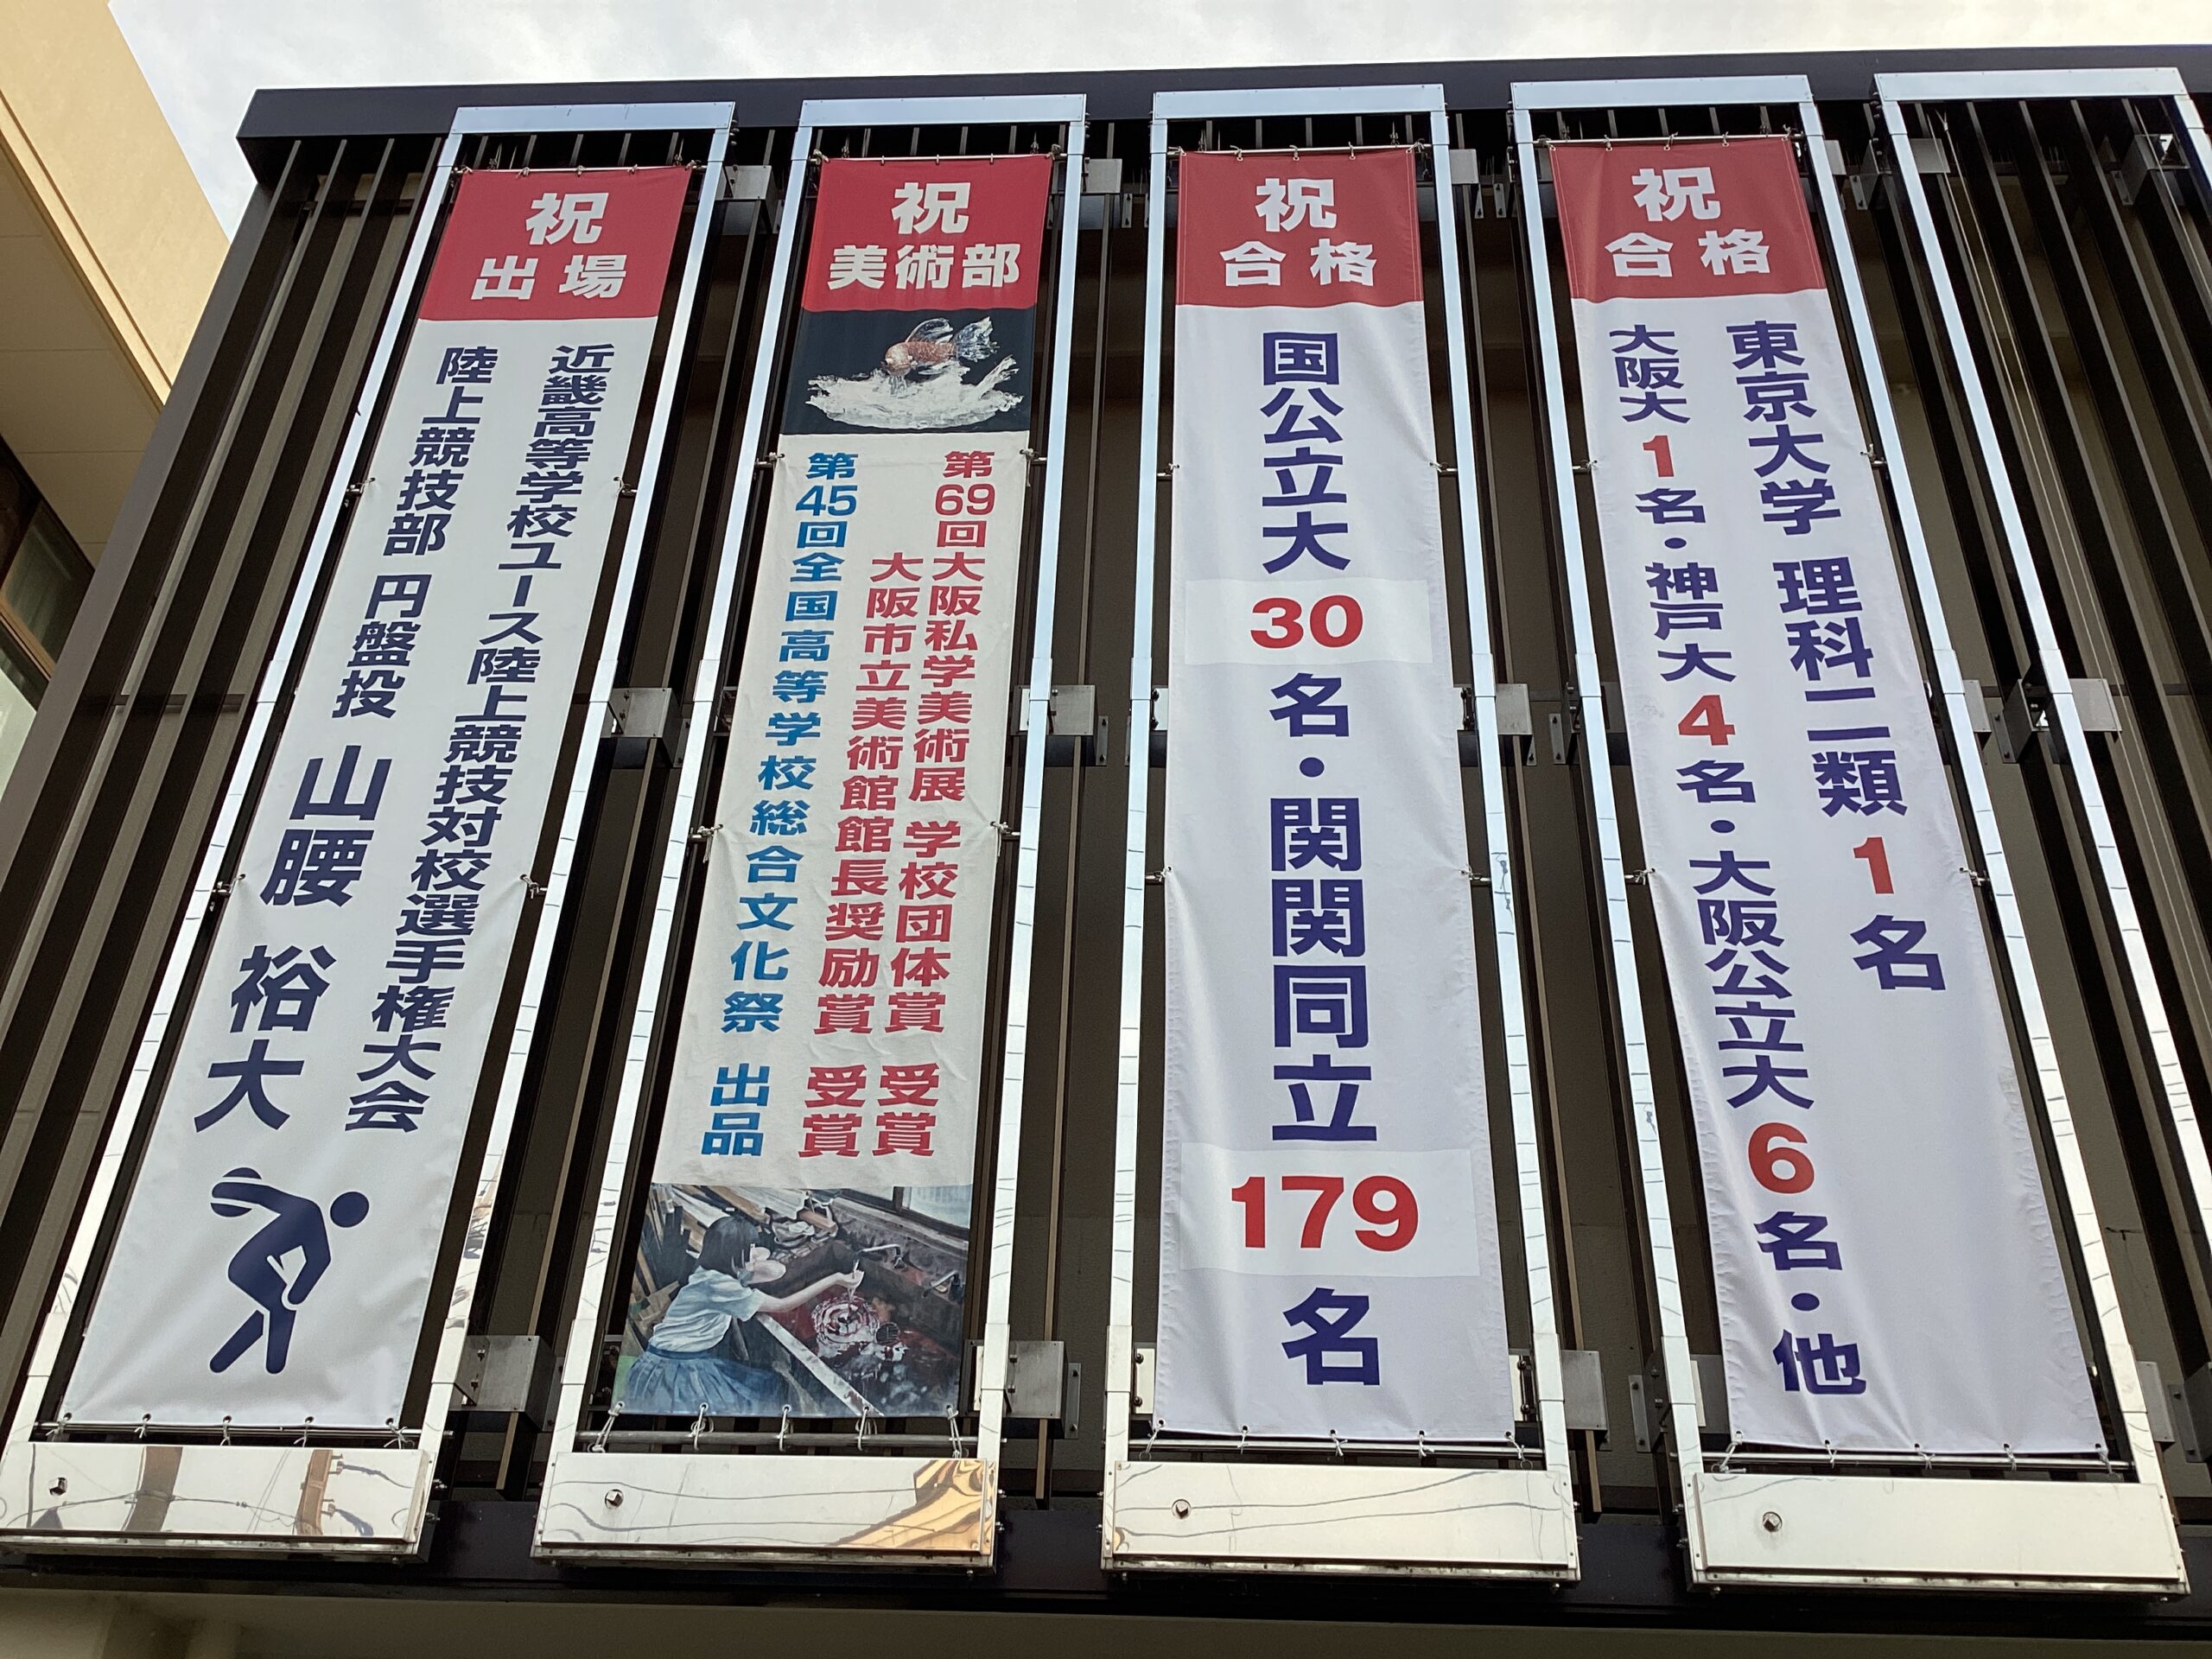 祝
出場
近畿高等学校ユース陸上競技対校選手権大会
陸上競技部 円盤投 山腰 裕大
祝
美術部
第69回大阪私学美術展 学校団体賞 受賞
大阪市立美術館館長奨励賞 受賞
第45回全国高等学校総合文化祭 出品
祝
合格
国公立大30名・関関同立179名
祝
合格
東京大学 理科二類1名
大阪大1名・神戸大4名・大阪公立大6名・他